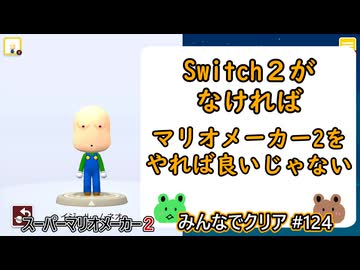 Switch2が
なければ
マリオメーカー2を
やれば良いじゃない
スーパーマリオメーカー2
みんなでクリア #124